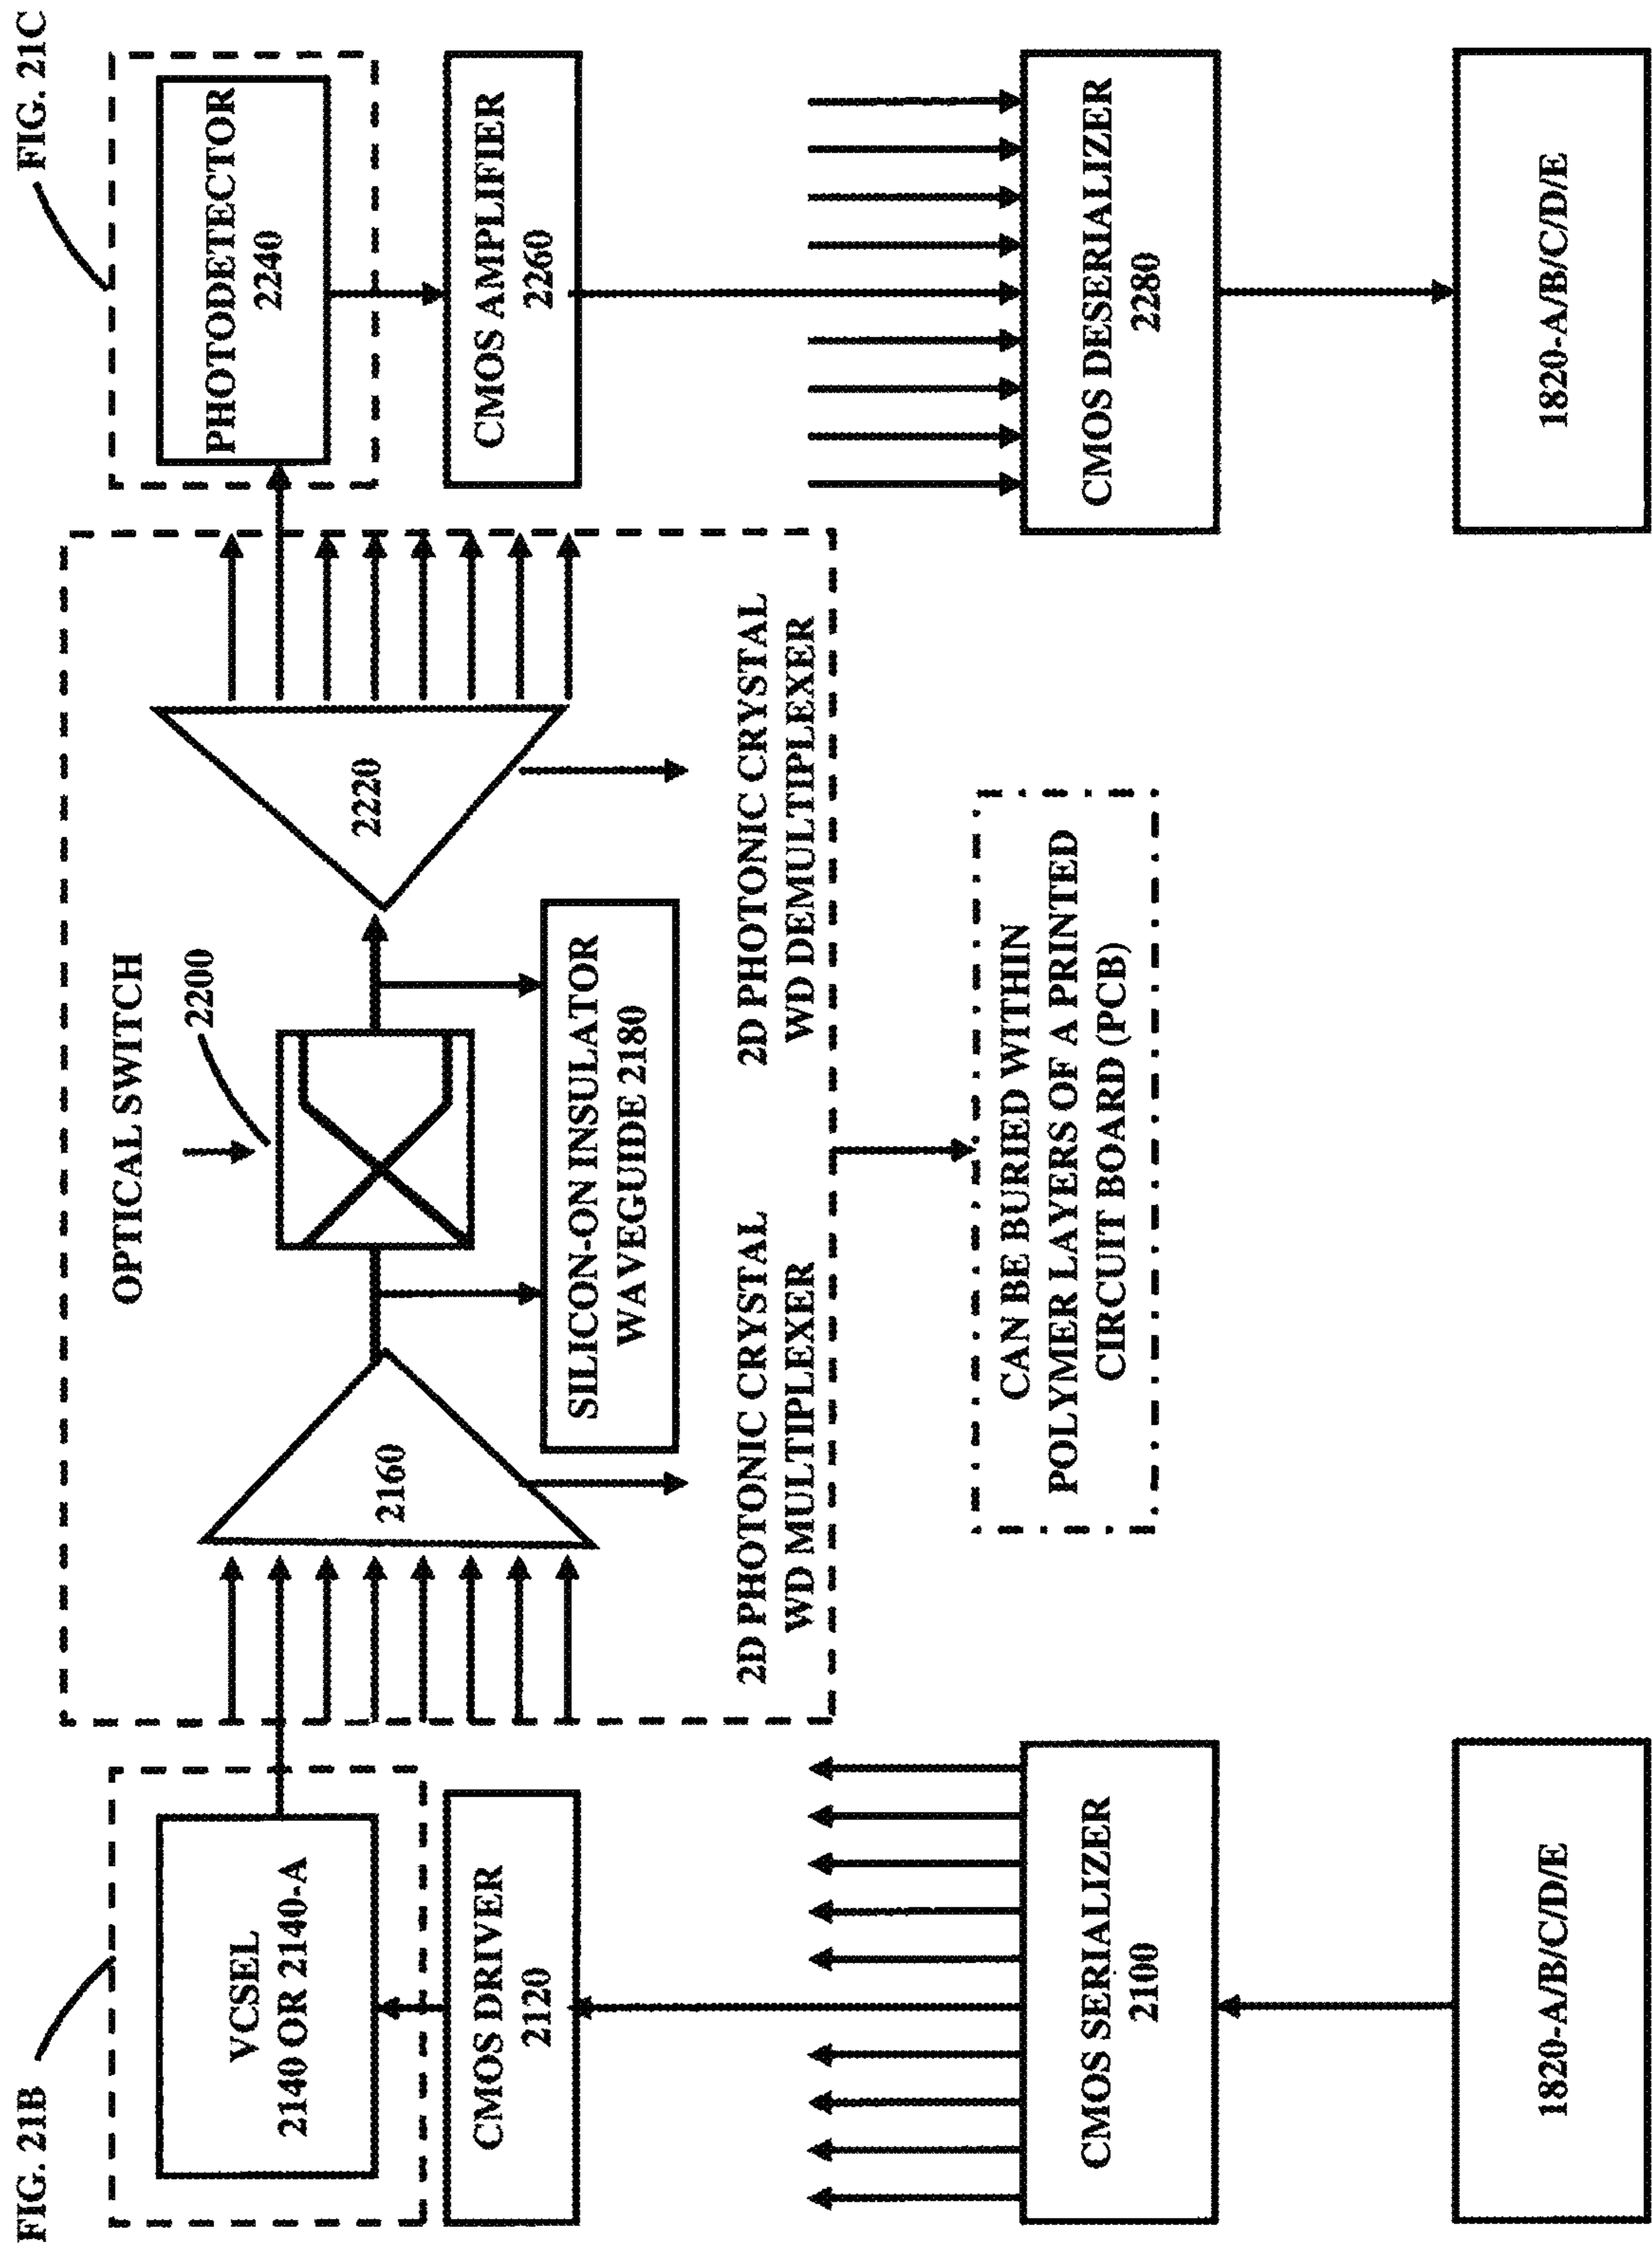 FIG. 21B
FIG. 21C
VCSEL
2140 OR 2140-A
CMOS DRIVER
2120
CMOS SERIALIZER
2100
1820-A/B/C/D/E
OPTICAL SWITCH
2200
2160
2220
SILICON-ON INSULATOR
WAVEGUIDE 2180
2D PHOTONIC CRYSTAL
WD MULTIPLEXER
2D PHOTONIC CRYSTAL
WD DEMULTIPLEXER
CAN BE BURIED WITHIN
POLYMER LAYERS OF A PRINTED
CIRCUIT BOARD (PCB)
PHOTODETECTOR
2240
CMOS AMPLIFIER
2260
CMOS DESERIALIZER
2280
1820-A/B/C/D/E